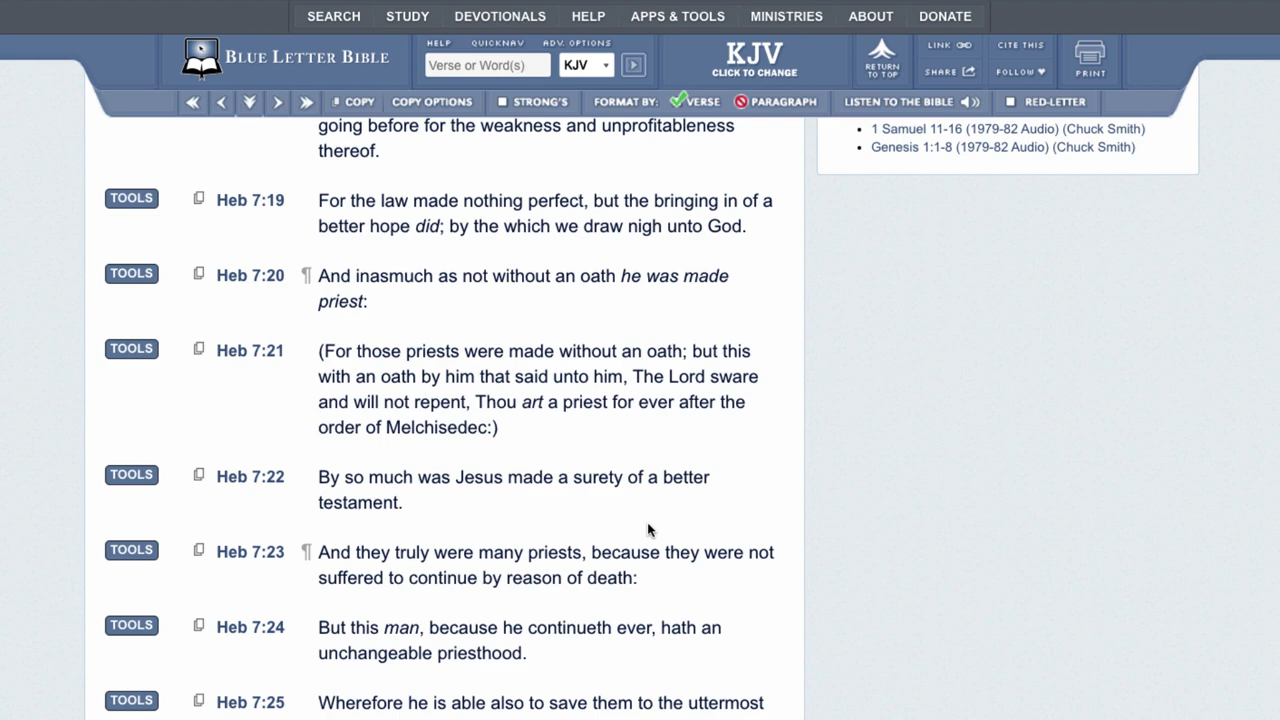 SEARCH STUDY DEVOTIONALS HELP APPS & TOOLS MINISTRIES ABOUT DONATE
BLUE LETTER BIBLE
HELP QUICKNAV ADV. OPTIONS
Verse or Word(s) KJV
KJV
CLICK TO CHANGE
RETURN
TO TOP
LINK CITE THIS
SHARE FOLLOW
PRINT
COPY COPY OPTIONS STRONG'S FORMAT BY: VERSE PARAGRAPH LISTEN TO THE BIBLE RED-LETTER
going before for the weakness and unprofitableness
thereof.
TOOLS Heb 7:19 For the law made nothing perfect, but the bringing in of a
better hope did; by the which we draw nigh unto God.
TOOLS Heb 7:20 ¶ And inasmuch as not without an oath he was made
priest:
TOOLS Heb 7:21 (For those priests were made without an oath; but this
with an oath by him that said unto him, The Lord sware
and will not repent, Thou art a priest for ever after the
order of Melchisedec:)
TOOLS Heb 7:22 By so much was Jesus made a surety of a better
testament.
TOOLS Heb 7:23 ¶ And they truly were many priests, because they were not
suffered to continue by reason of death:
TOOLS Heb 7:24 But this man, because he continueth ever, hath an
unchangeable priesthood.
TOOLS Heb 7:25 Wherefore he is able also to save them to the uttermost
1 Samuel 11-16 (1979-82 Audio) (Chuck Smith)
Genesis 1:1-8 (1979-82 Audio) (Chuck Smith)